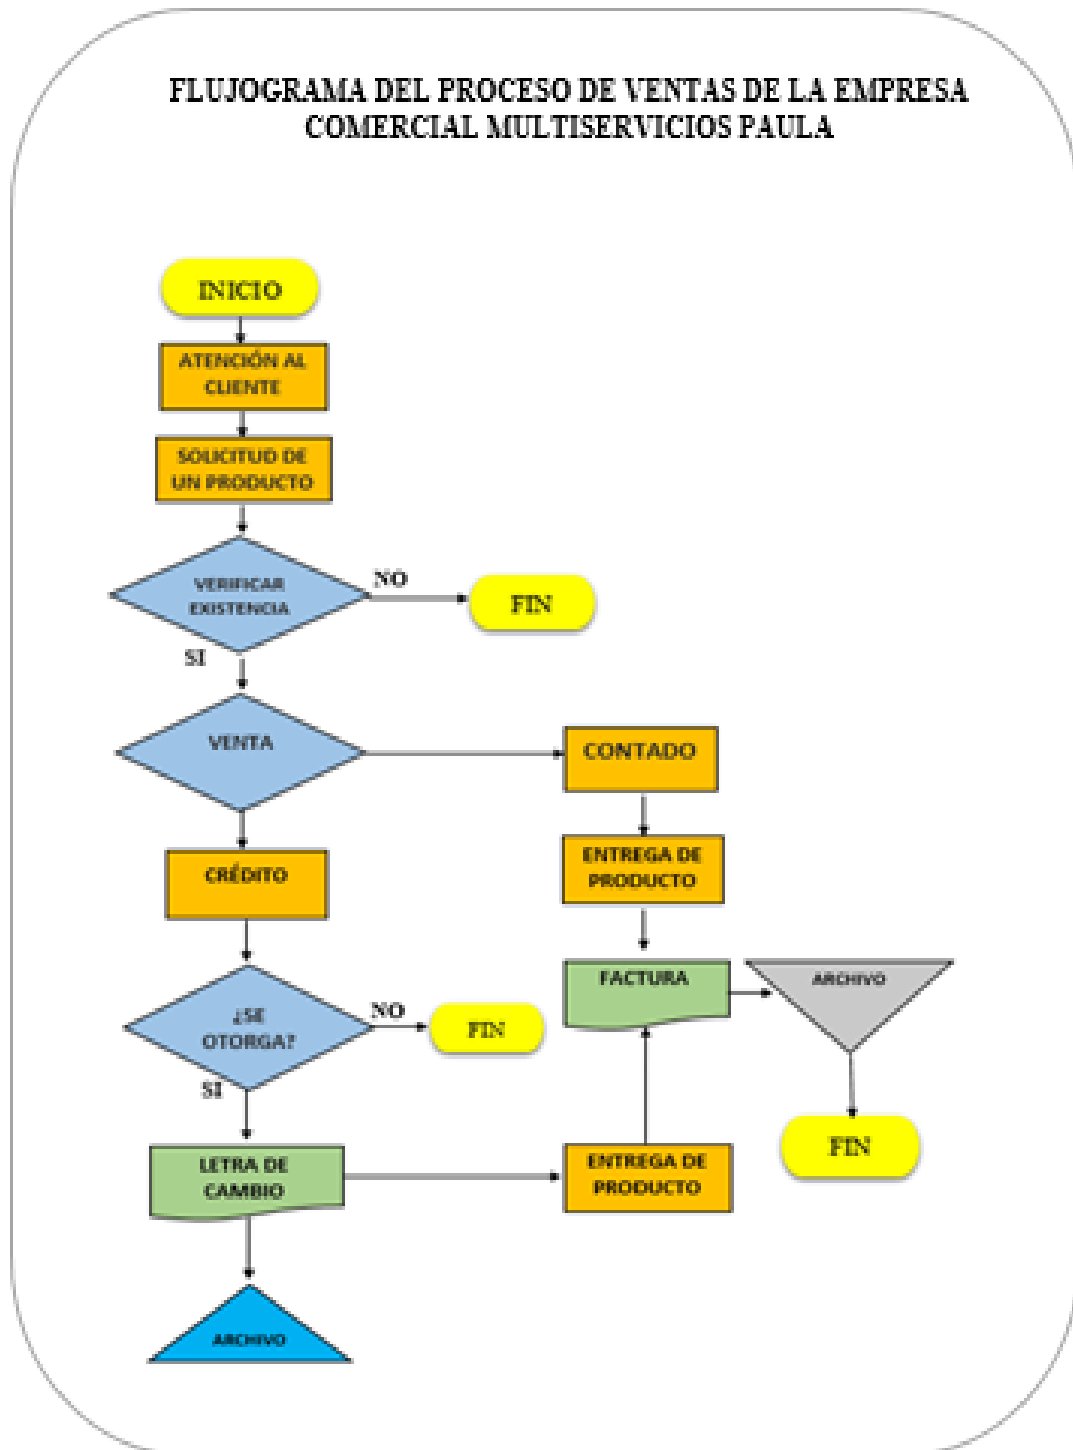 FLUJOGRAMA DEL PROCESO DE VENTAS DE LA EMPRESA
COMERCIAL MULTISERVICIOS PAULA
INICIO
ATENCIÓN AL
CLIENTE
SOLICITUD DE
UN PRODUCTO
VERIFICAR
EXISTENCIA
NO
FIN
SI
VENTA
CONTADO
ENTREGA DE
PRODUCTO
CRÉDITO
FACTURA
ARCHIVO
¿SE
OTORGA?
NO
FIN
SI
FIN
LETRA DE
CAMBIO
ENTREGA DE
PRODUCTO
ARCHIVO